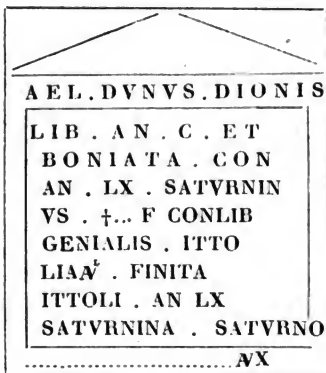 AEL . DVNVS . DIONIS
LIB . AN . C . ET
BONIATA . CON
AN . LX . SATVRNIN
VS . †... F CONLIB
GENIALIS . ITTO
. FINITA
ITTOLI . AN LX
SATVRNINA . SATVRNO
........................